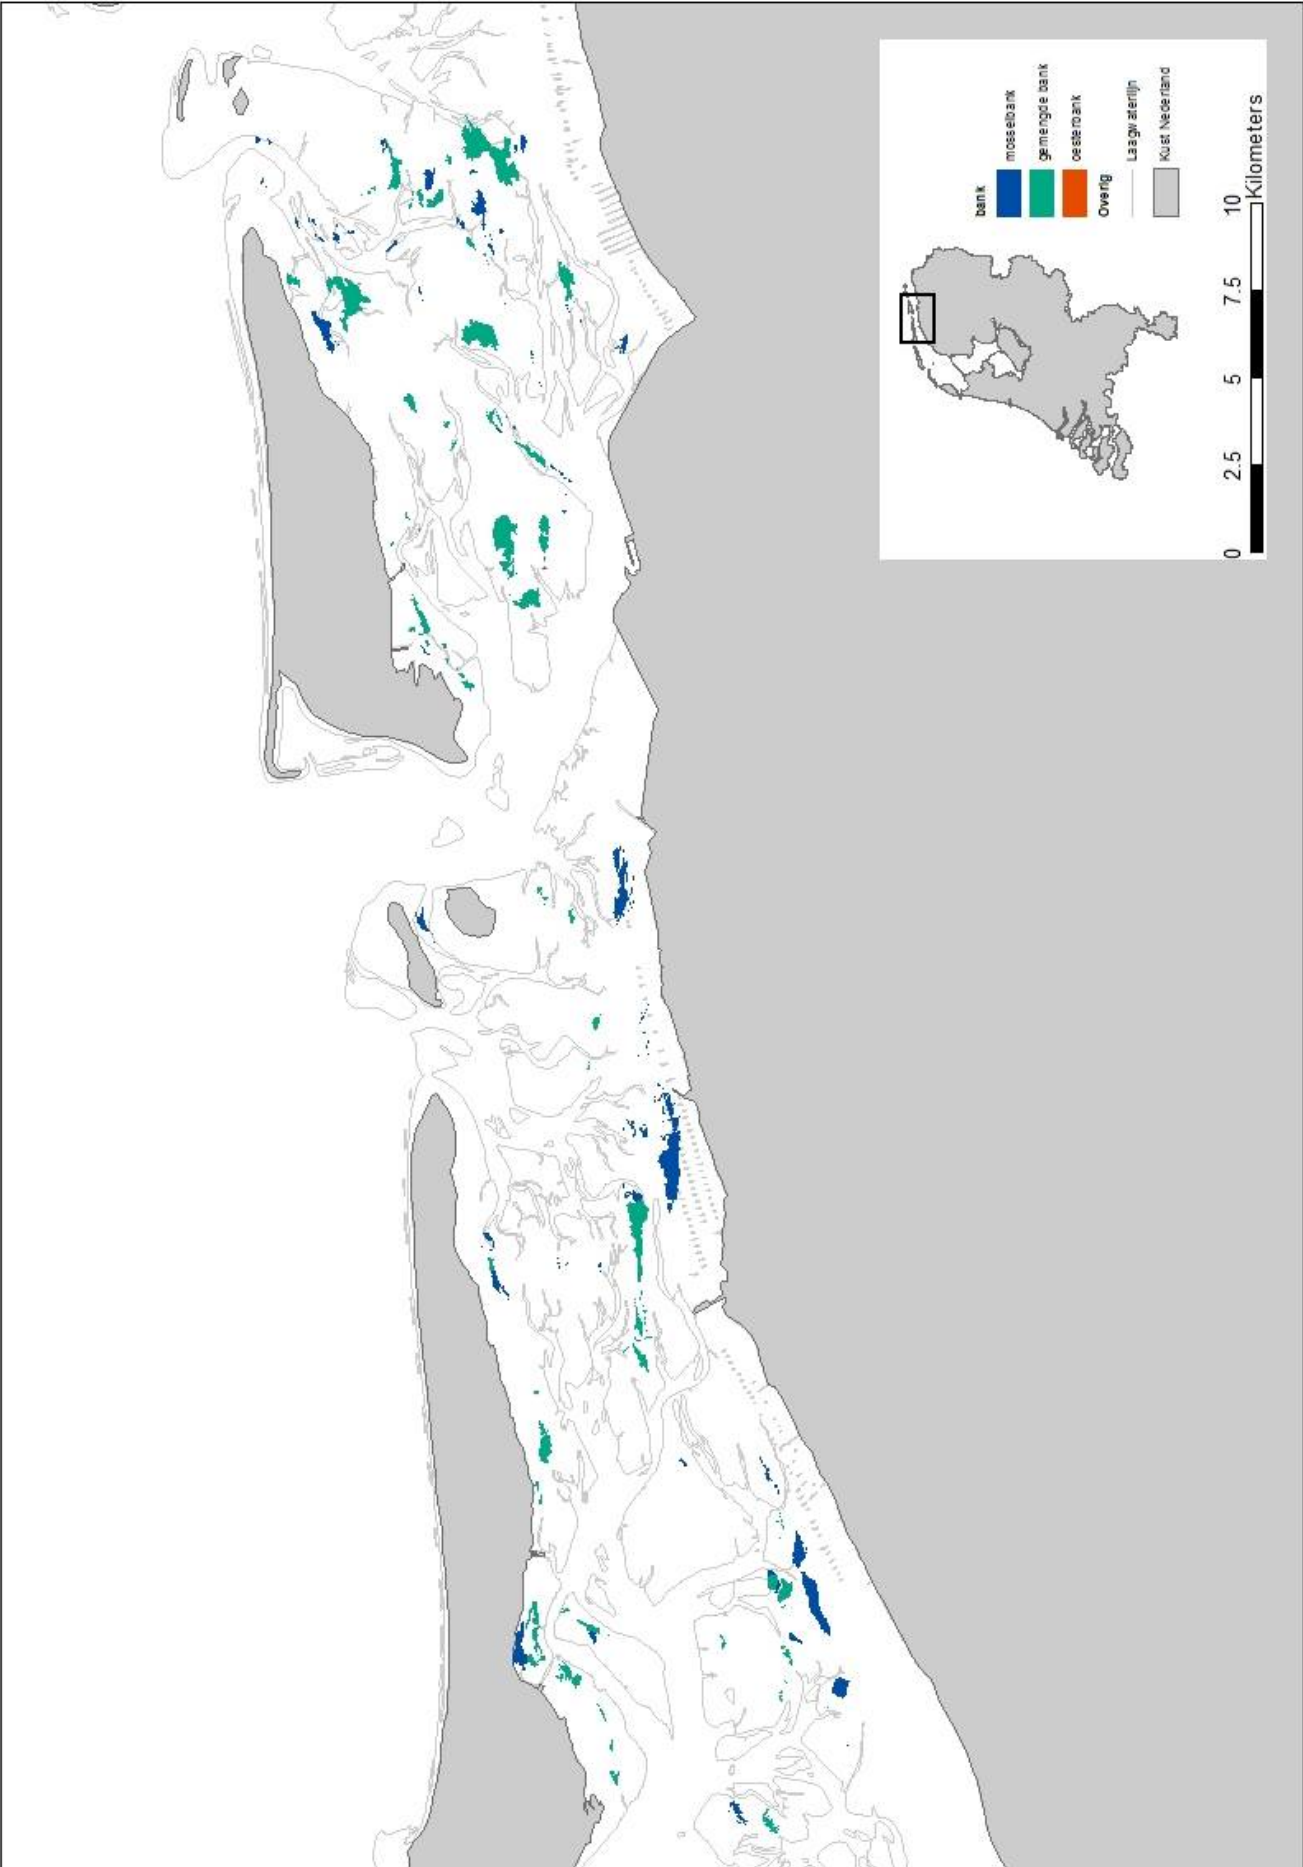 bank
mosselbank
gemengde bank
oesterbank
Overig
Laagwaterlijn
Kust Nederland
0 2.5 5 7.5 10
Kilometers